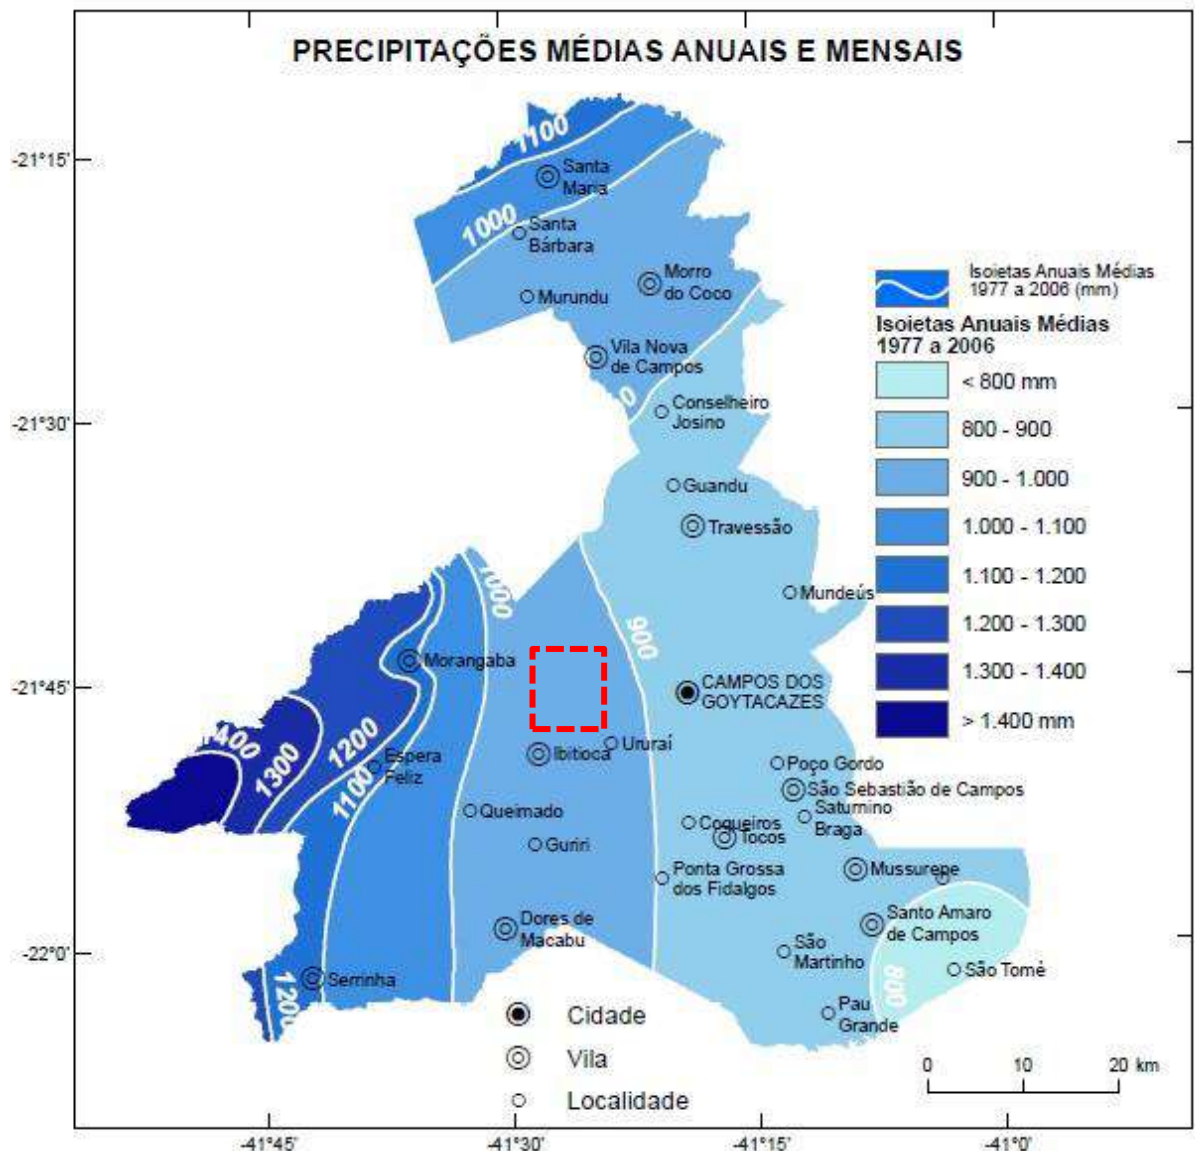 PRECIPITAÇÕES MÉDIAS ANUAIS E MENSAIS
-21°15'
-21°30'
-21°45'
-22°0'
1100
Santa
Maria
1000
Santa
Bárbara
Morro
do Coco
Murundu
Vila Nova
de Campos
0
Conselheiro
Josino
Guandu
Travessão
Mundeús
1000
900
Morangaba
CAMPOS DOS
GOYTACAZES
400
1300
1200
1100
Espera
Feliz
Ururaí
Ibitioca
Poço Gordo
São Sebastião de Campos
Queimado
Saturnino
Braga
Coqueiros
Tocos
Guriri
Ponta Grossa
dos Fidalgos
Mussurepe
Santo Amaro
de Campos
Dores de
Macabu
São
Martinho
São Tomé
800
Serrinha
1200
Pau
Grande
Isoietas Anuais Médias
1977 a 2006 (mm)
Isoietas Anuais Médias
1977 a 2006
< 800 mm
800 - 900
900 - 1.000
1.000 - 1.100
1.100 - 1.200
1.200 - 1.300
1.300 - 1.400
> 1.400 mm
Cidade
Vila
Localidade
0 10 20 km
-41°45' -41°30' -41°15' -41°0'